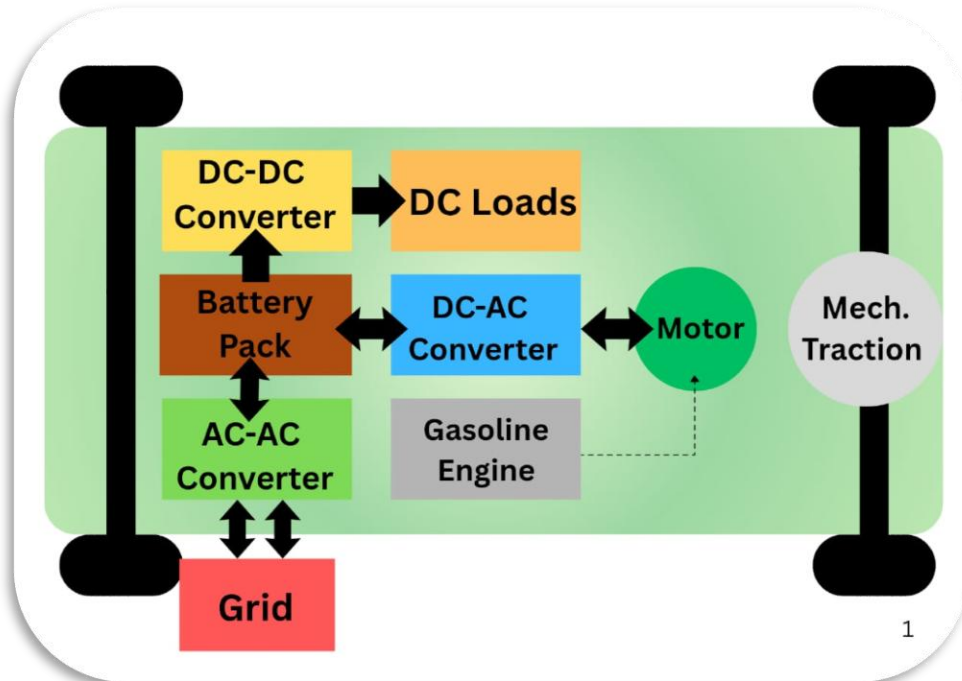 DC-DC
Converter
DC Loads
Battery
Pack
DC-AC
Converter
Motor
Mech.
Traction
AC-AC
Converter
Gasoline
Engine
Grid
1